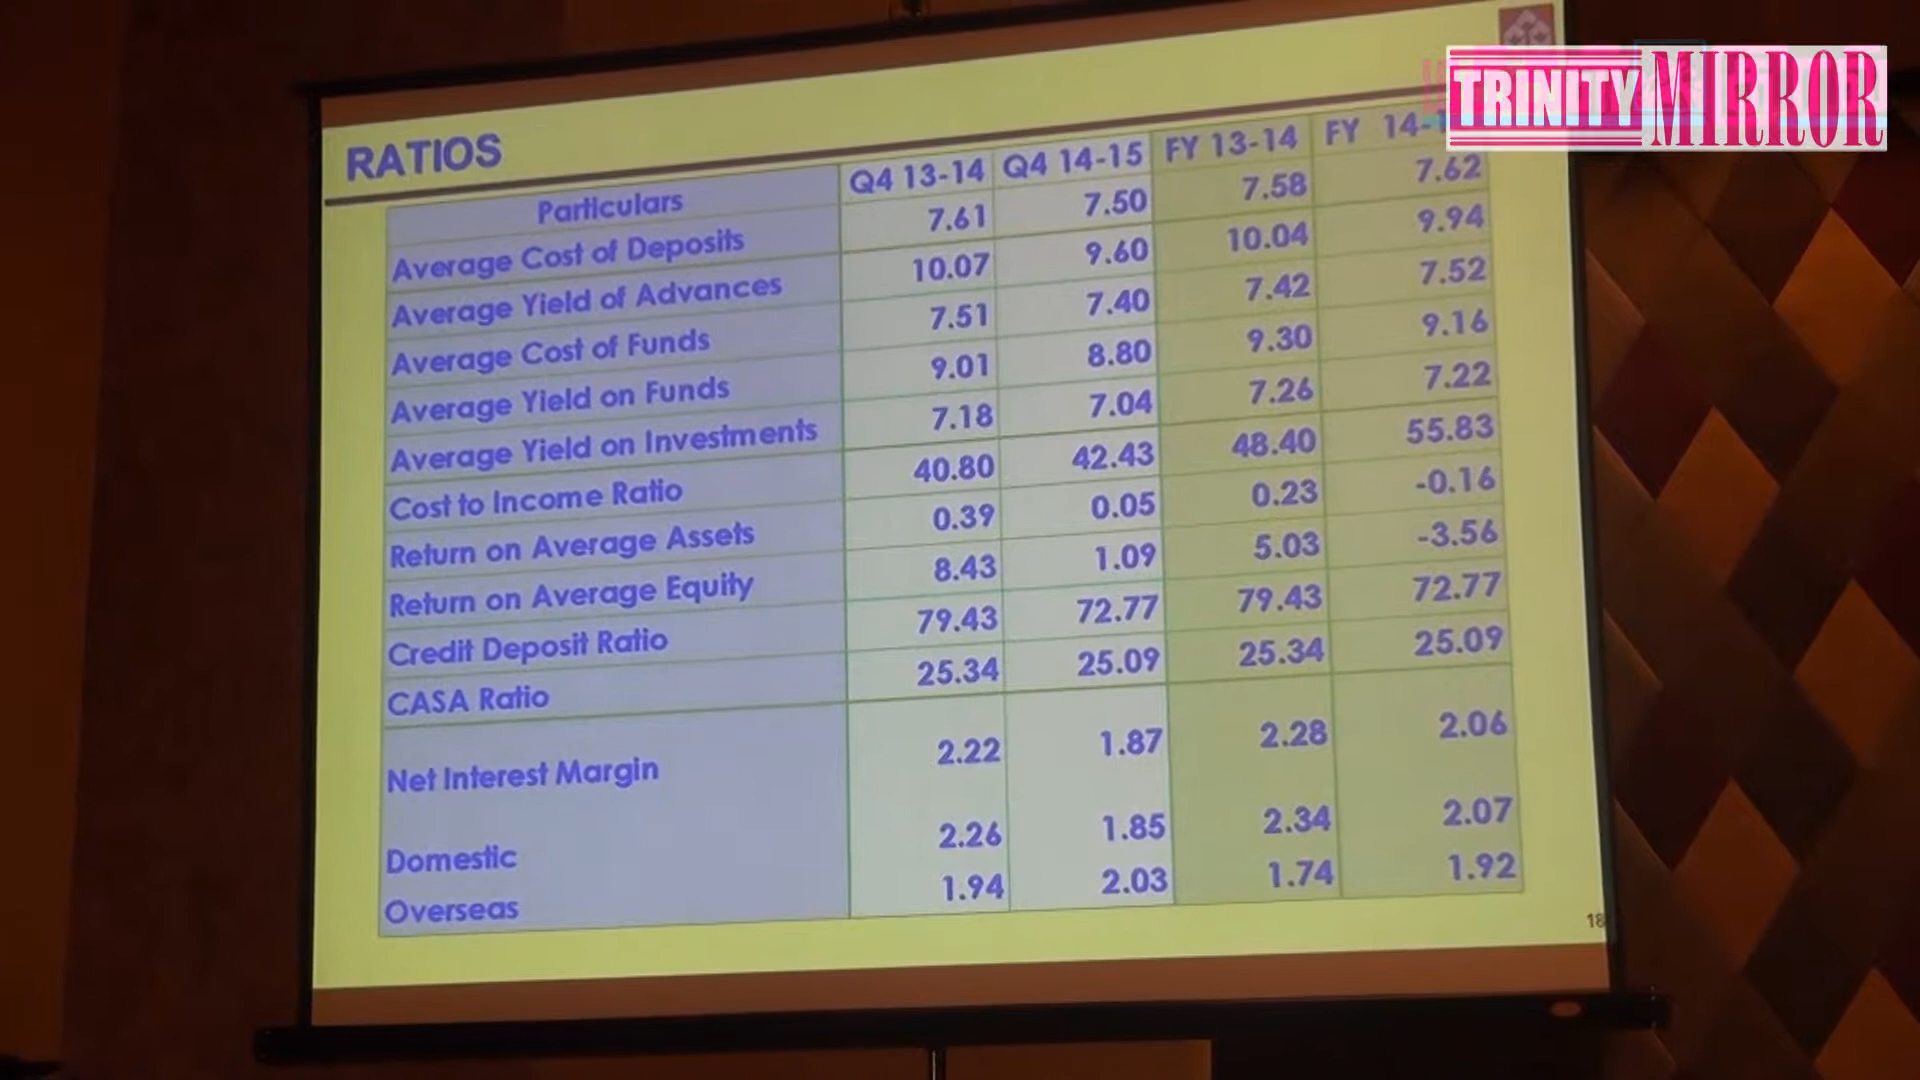 TRINITY MIRROR
RATIOS
Particulars Q4 13-14 Q4 14-15 FY 13-14 FY 14-1
Average Cost of Deposits 7.61 7.50 7.58 7.62
Average Yield of Advances 10.07 9.60 10.04 9.94
Average Cost of Funds 7.51 7.40 7.42 7.52
Average Yield on Funds 9.01 8.80 9.30 9.16
Average Yield on Investments 7.18 7.04 7.26 7.22
Cost to Income Ratio 40.80 42.43 48.40 55.83
Return on Average Assets 0.39 0.05 0.23 -0.16
Return on Average Equity 8.43 1.09 5.03 -3.56
Credit Deposit Ratio 79.43 72.77 79.43 72.77
CASA Ratio 25.34 25.09 25.34 25.09
Net Interest Margin 2.22 1.87 2.28 2.06
Domestic 2.26 1.85 2.34 2.07
Overseas 1.94 2.03 1.74 1.92
18